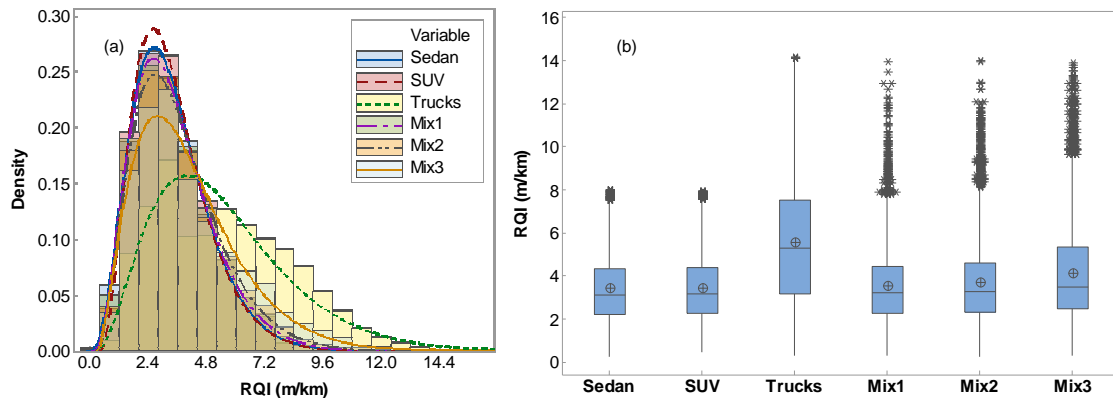 (a)
Variable
Sedan
SUV
Trucks
Mix1
Mix2
Mix3
Density
0.30
0.25
0.20
0.15
0.10
0.05
0.00
0.0 2.4 4.8 7.2 9.6 12.0 14.4
RQI (m/km)
(b)
RQI (m/km)
16
14
12
10
8
6
4
2
0
Sedan SUV Trucks Mix1 Mix2 Mix3